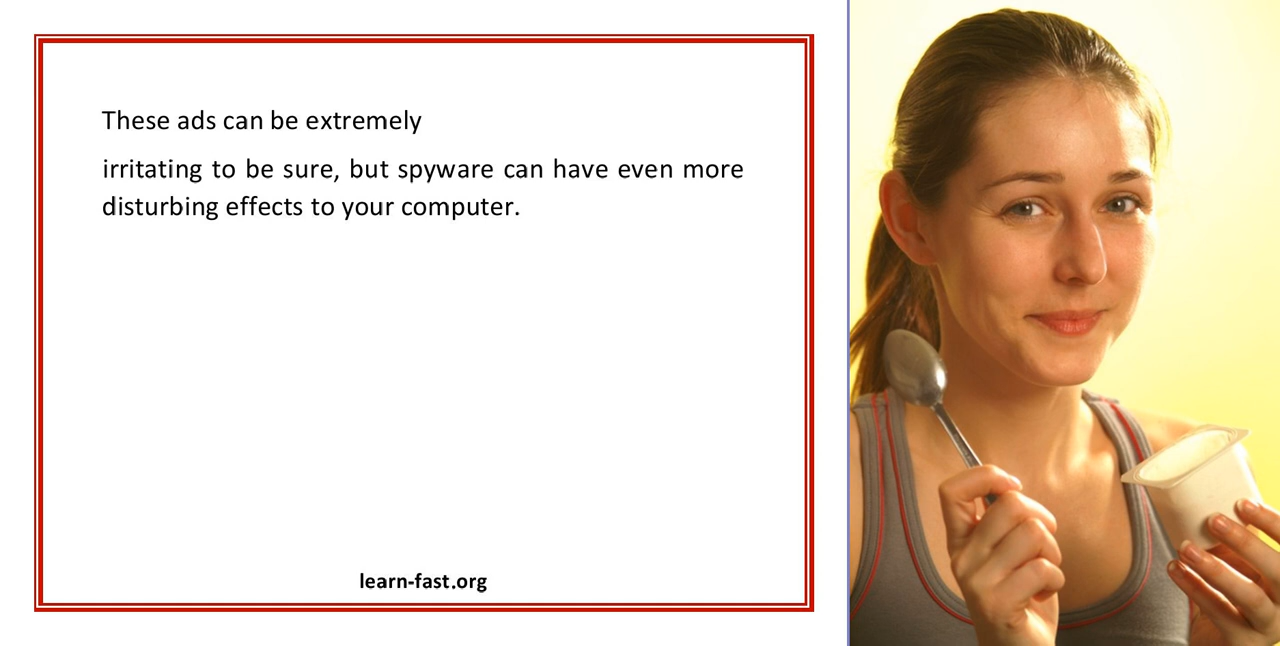 These ads can be extremely
irritating to be sure, but spyware can have even more
disturbing effects to your computer.
learn-fast.org